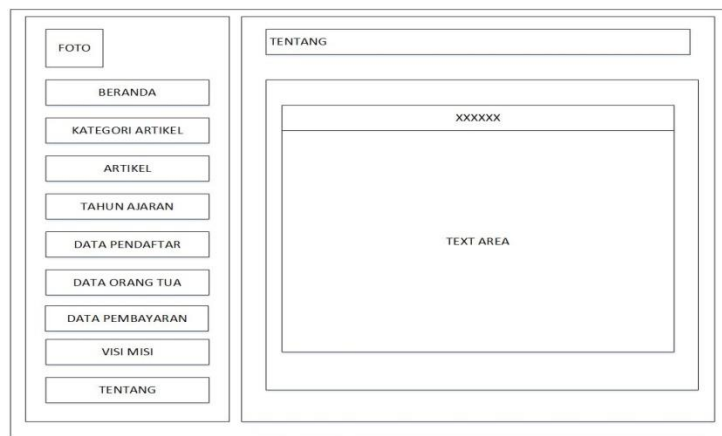 FOTO
BERANDA
KATEGORI ARTIKEL
ARTIKEL
TAHUN AJARAN
DATA PENDAFTAR
DATA ORANG TUA
DATA PEMBAYARAN
VISI MISI
TENTANG
TENTANG
XXXXXX
TEXT AREA